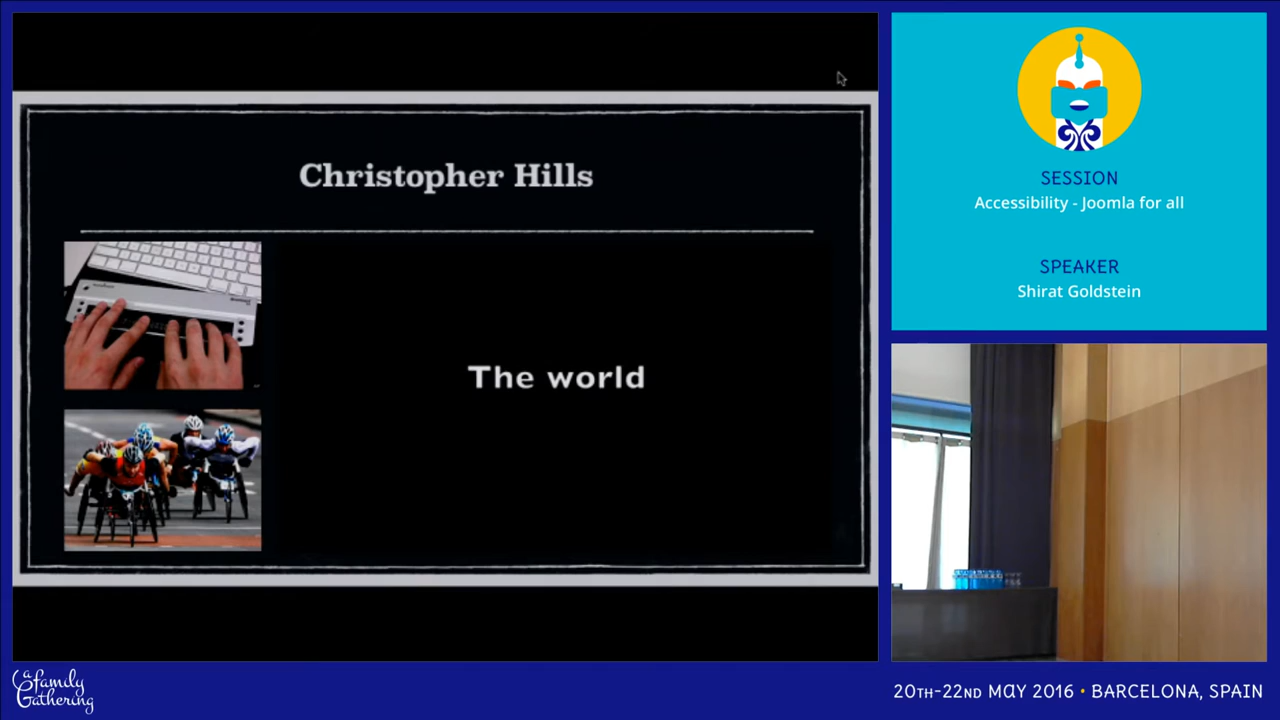 Christopher Hills
The world
SESSION
Accessibility - Joomla for all
SPEAKER
Shirat Goldstein
a family
Gathering
20TH-22ND MAY 2016 • BARCELONA, SPAIN